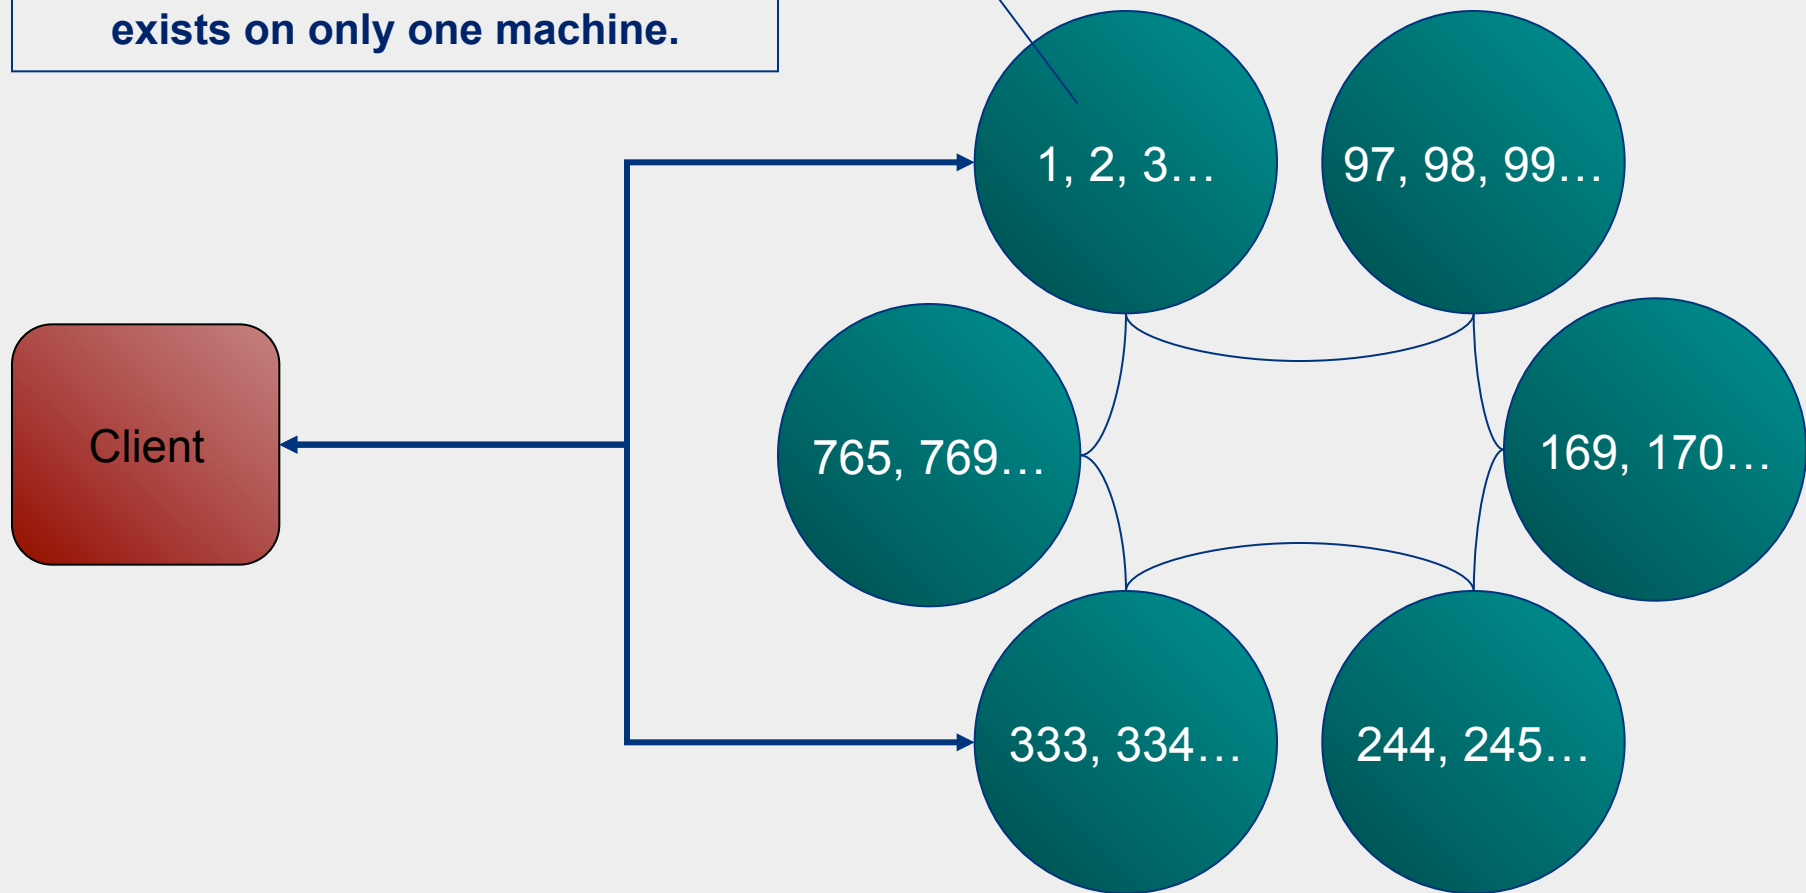 exists on only one machine.
1, 2, 3…
97, 98, 99…
Client
765, 769…
169, 170…
333, 334…
244, 245…